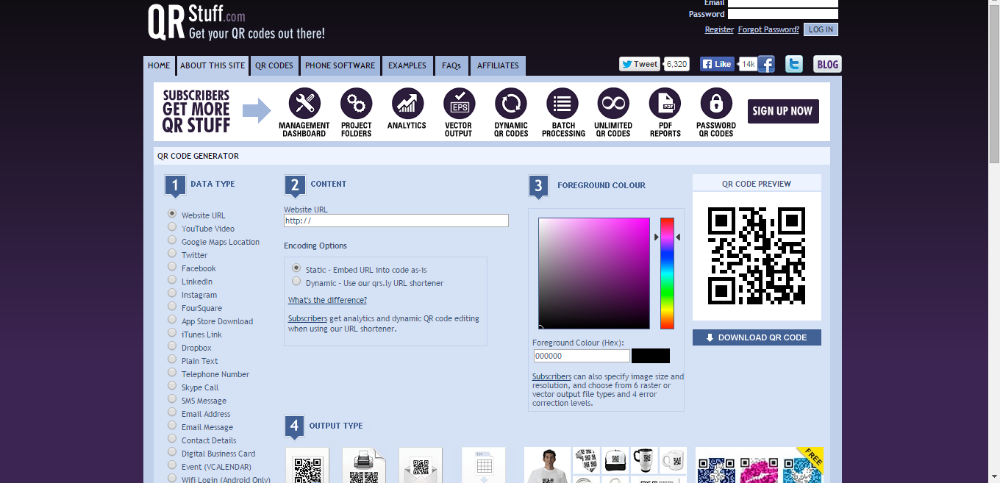 QR Stuff.com
Get your QR codes out there!
Email
Password
Register Forgot Password? LOG IN
HOME ABOUT THIS SITE QR CODES PHONE SOFTWARE EXAMPLES FAQs AFFILIATES
Tweet 6,320 Like 14k BLOG
SUBSCRIBERS
GET MORE
QR STUFF
MANAGEMENT
DASHBOARD
PROJECT
FOLDERS
ANALYTICS
EPS
VECTOR
OUTPUT
DYNAMIC
QR CODES
BATCH
PROCESSING
UNLIMITED
QR CODES
PDF
PDF
REPORTS
PASSWORD
QR CODES
SIGN UP NOW
QR CODE GENERATOR
1 DATA TYPE
Website URL
YouTube Video
Google Maps Location
Twitter
Facebook
LinkedIn
Instagram
FourSquare
App Store Download
iTunes Link
Dropbox
Plain Text
Telephone Number
Skype Call
SMS Message
Email Address
Email Message
Contact Details
Digital Business Card
Event (VCALENDAR)
Wifi Login (Android Only)
2 CONTENT
Website URL
http://
Encoding Options
Static - Embed URL into code as-is
Dynamic - Use our qrs.ly URL shortener
What's the difference?
Subscribers get analytics and dynamic QR code editing
when using our URL shortener.
3 FOREGROUND COLOUR
Foreground Colour (Hex):
000000
Subscribers can also specify image size and
resolution, and choose from 6 raster or
vector output file types and 4 error
correction levels.
QR CODE PREVIEW
DOWNLOAD QR CODE
4 OUTPUT TYPE
TSV
FREE